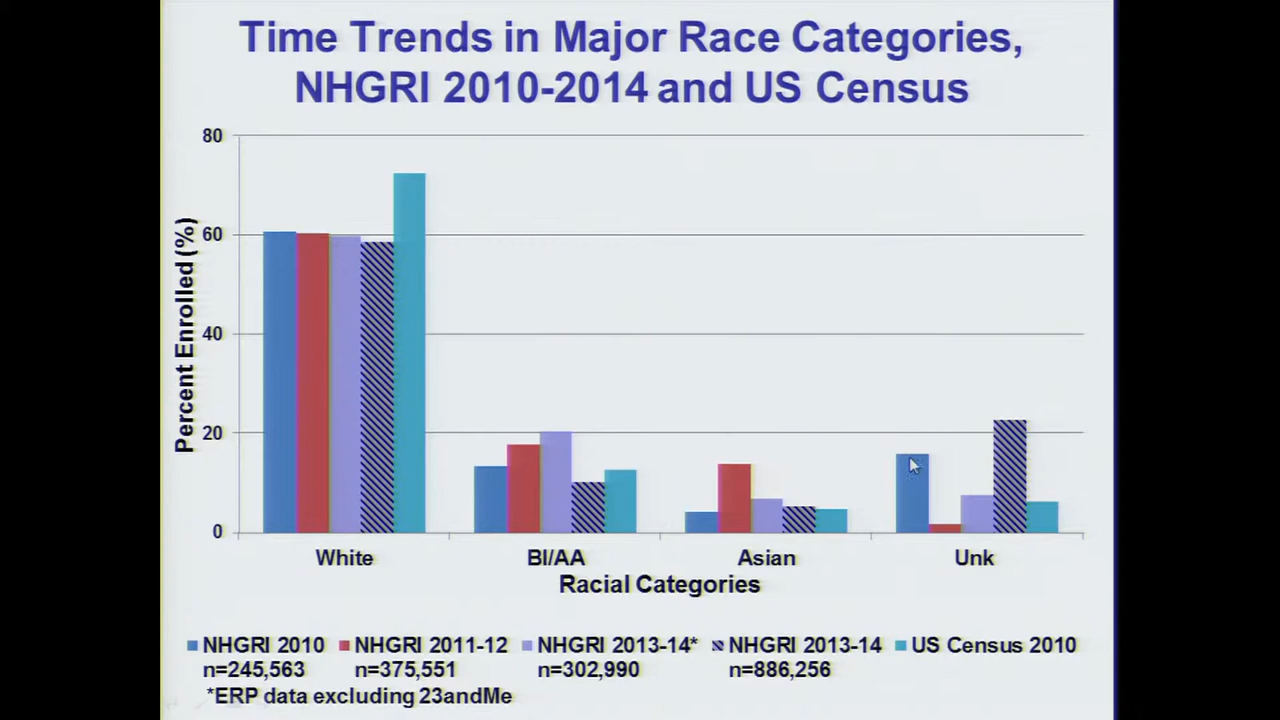 Time Trends in Major Race Categories,
NHGRI 2010-2014 and US Census
Percent Enrolled (%)
80
60
40
20
0
White BI/AA Asian Unk
Racial Categories
NHGRI 2010 NHGRI 2011-12 NHGRI 2013-14* NHGRI 2013-14 US Census 2010
n=245,563 n=375,551 n=302,990 n=886,256
*ERP data excluding 23andMe